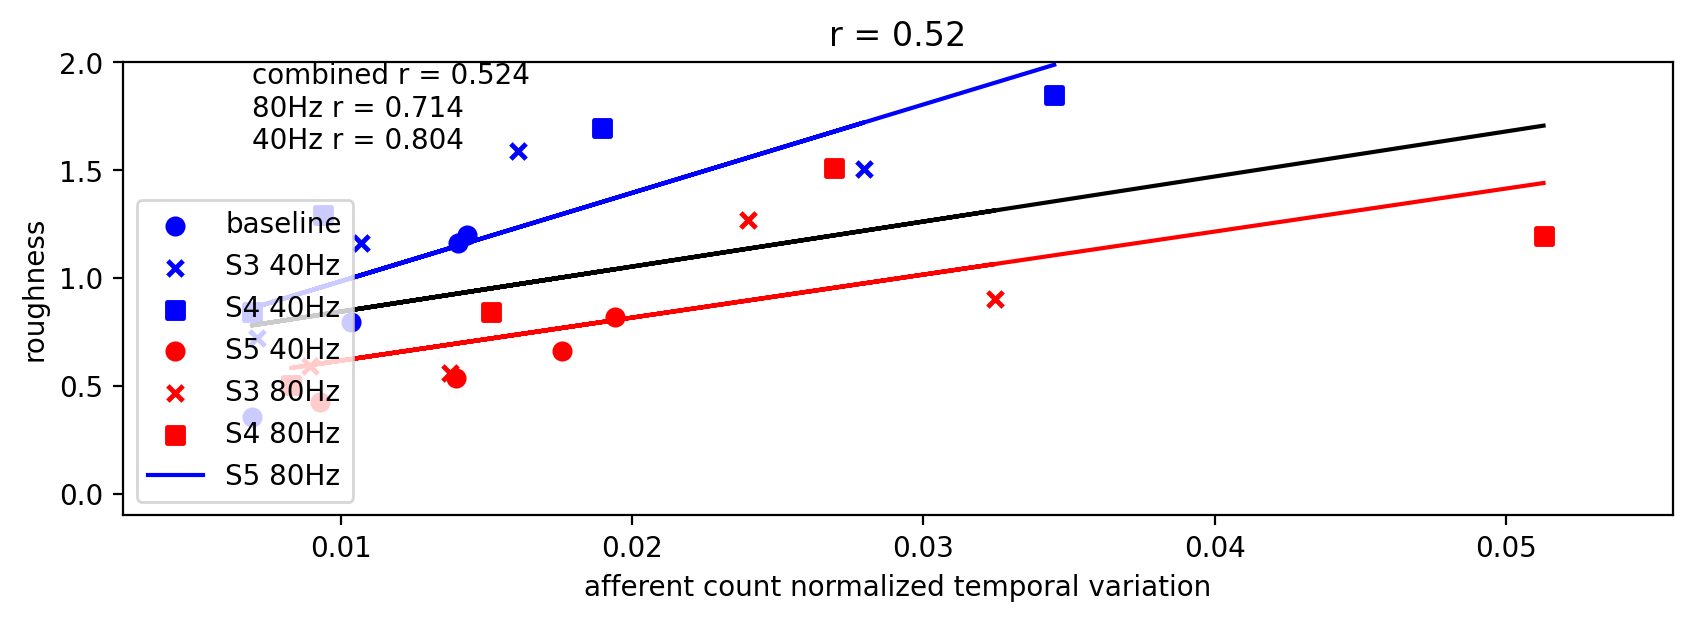 r = 0.52
combined r = 0.524
80Hz r = 0.714
40Hz r = 0.804
roughness
2.0
1.5
1.0
0.5
0.0
baseline
S3 40Hz
S4 40Hz
S5 40Hz
S3 80Hz
S4 80Hz
S5 80Hz
0.01 0.02 0.03 0.04 0.05
afferent count normalized temporal variation